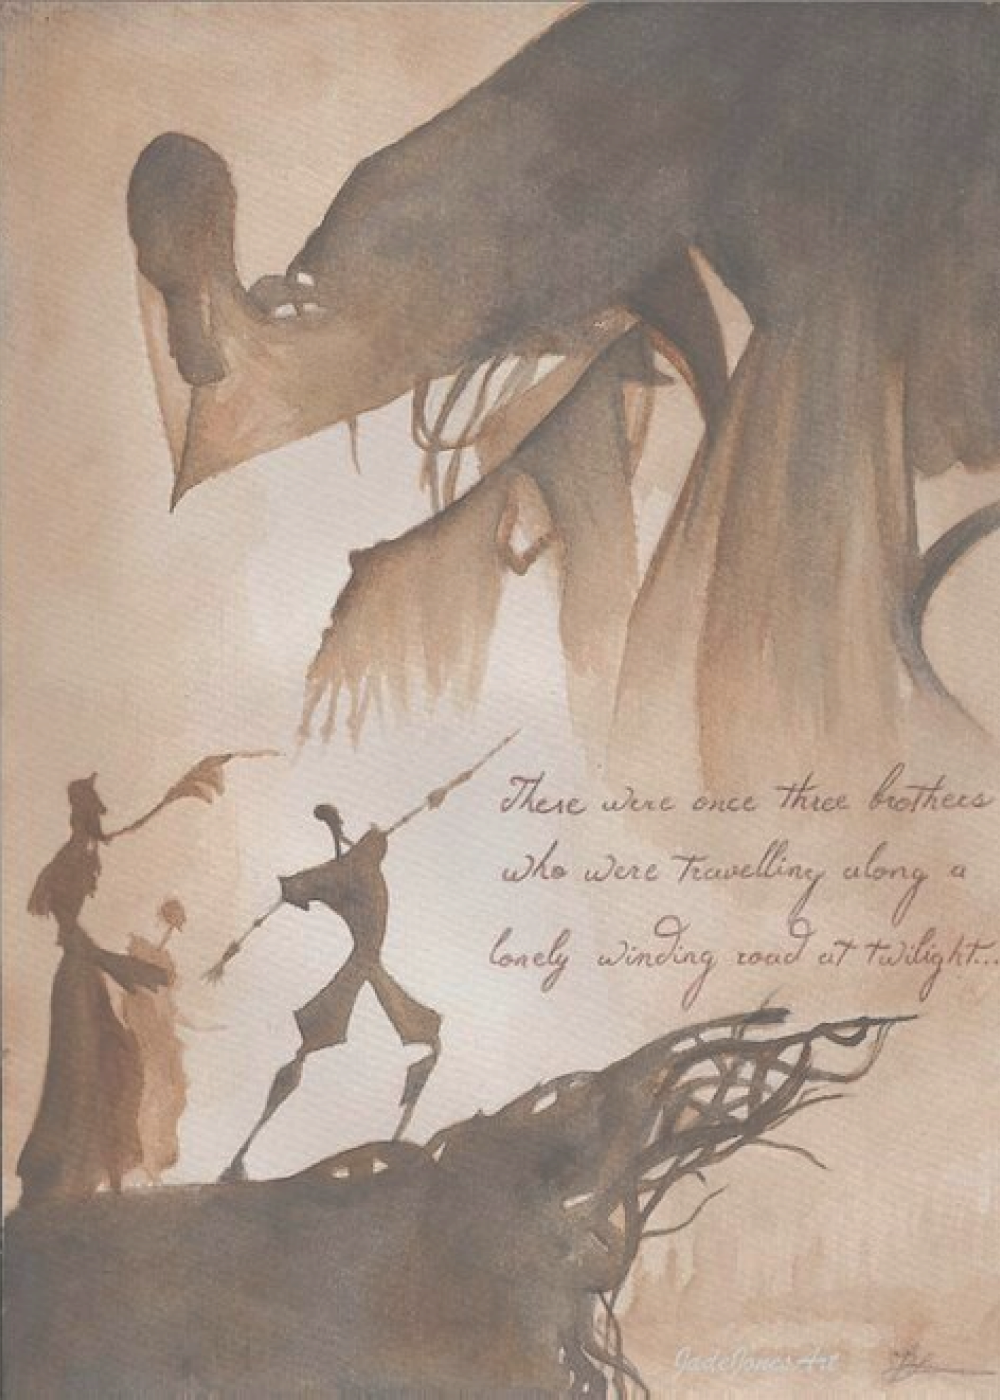 There were once three brothers
who were travelling along a
lonely winding road at twilight...
JadeJonesArt